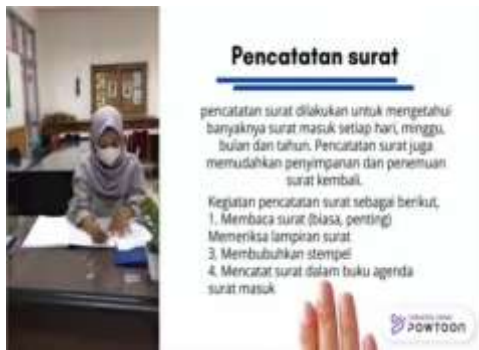 Pencatatan surat
pencatatan surat dilakukan untuk mengetahui
banyaknya surat masuk setiap hari, minggu,
bulan dan tahun. Pencatatan surat juga
memudahkan penyimpanan dan penemuan
surat kembali.
Kegiatan pencatatan surat sebagai berikut,
1. Membaca surat (biasa, penting)
Memeriksa lampiran surat
3. Membubuhkan stempel
4. Mencatat surat dalam buku agenda
surat masuk
POWTOON